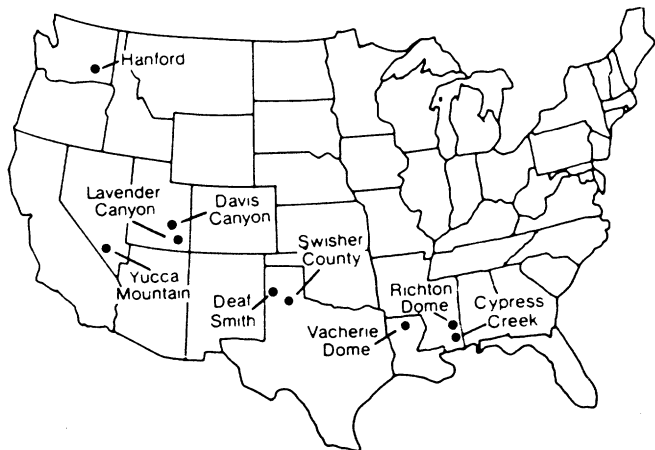 Hanford
Lavender
Canyon
Davis
Canyon
Yucca
Mountain
Swisher
County
Deaf
Smith
Richton
Dome
Cypress
Creek
Vacherie
Dome